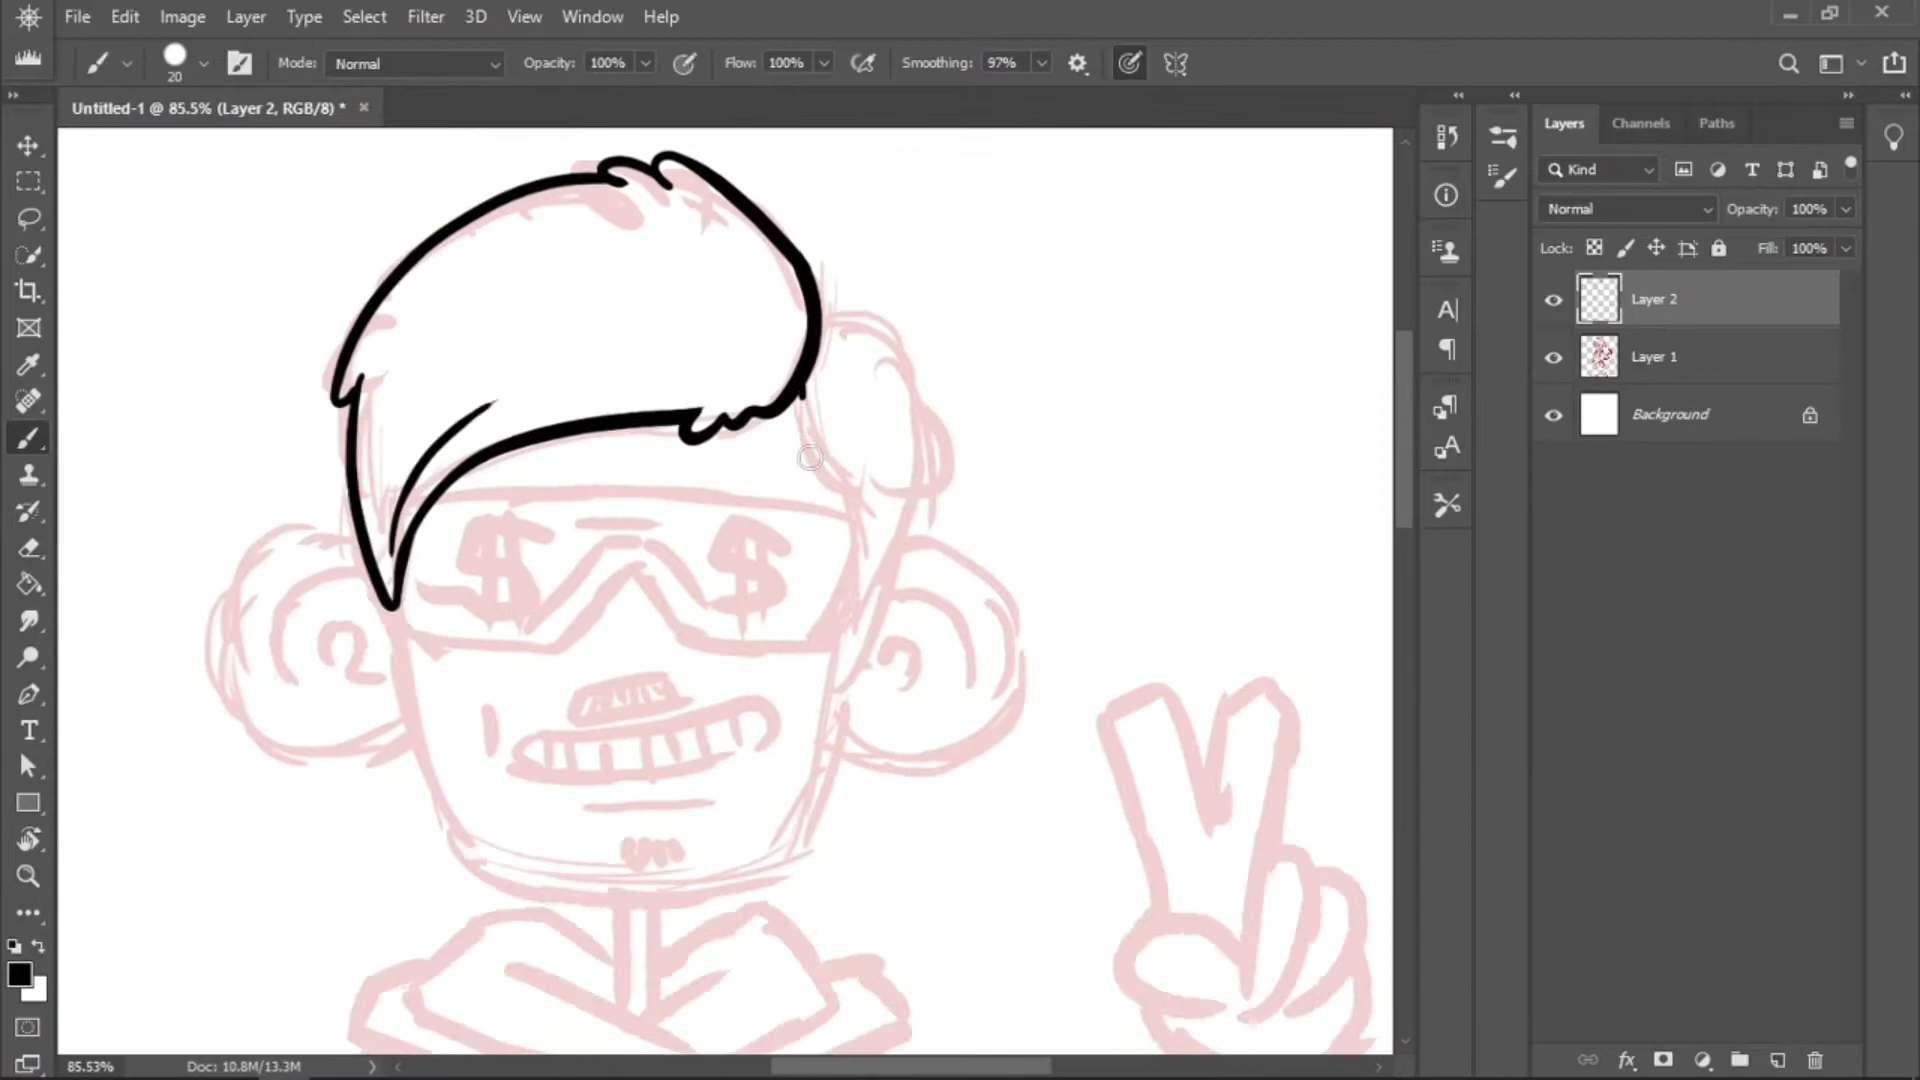 File Edit Image Layer Type Select Filter 3D View Window Help
20 Mode: Normal Opacity: 100% Flow: 100% Smoothing: 97%
Untitled-1 @ 85.5% (Layer 2, RGB/8) *
Layers Channels Paths
Kind
Normal Opacity: 100%
Lock: Fill: 100%
Layer 2
Layer 1
Background
$ $
85.53% Doc: 10.8M/13.3M